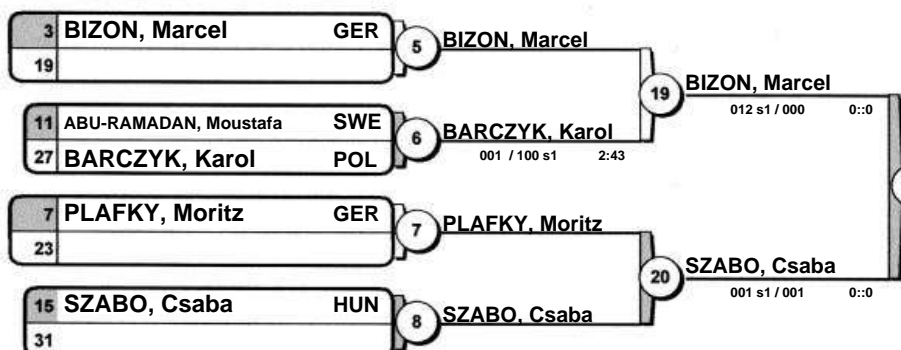 3 BIZON, Marcel GER
19
5 BIZON, Marcel
11 ABU-RAMADAN, Moustafa SWE
27 BARCZYK, Karol POL
6 BARCZYK, Karol
001 / 100 s1 2:43
19 BIZON, Marcel
012 s1 / 000 0::0
7 PLAFKY, Moritz GER
23
7 PLAFKY, Moritz
15 SZABO, Csaba HUN
31
8 SZABO, Csaba
20 SZABO, Csaba
001 s1 / 001 0::0